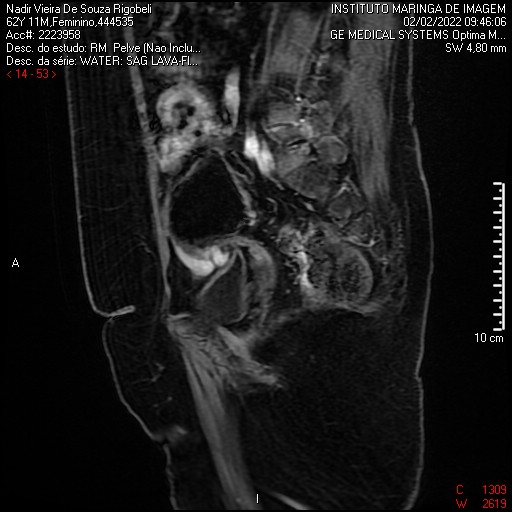 Nadir Vieira De Souza Rigobeli
62Y 11M,Feminino,444535
Acc#: 2223958
Desc. do estudo: RM  Pelve (Nao Inclu...
Desc. da série: WATER: SAG LAVA-Fl...
< 14 - 53 >
INSTITUTO MARINGA DE IMAGEM
02/02/2022 09:46:06
GE MEDICAL SYSTEMS Optima M...
SW 4,80 mm
A
10 cm
I
C 1309
W 2619